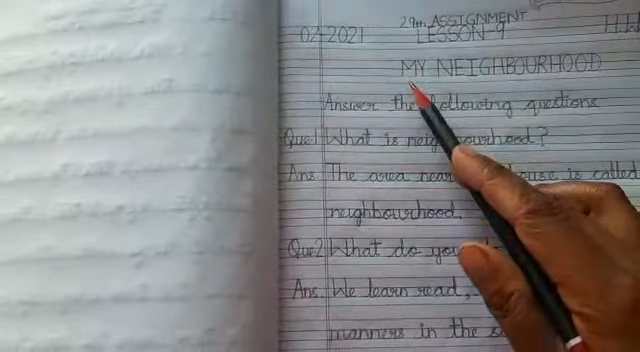 29th ASSIGNMENT
02-2021 LESSON-9 H.W
MY NEIGHBOURHOOD
Answer the following questions
Que1 What is neighbourhood?
Ans. The area near house is called
neighbourhood.
Que2 What do you
Ans. We learn read,
manners in the